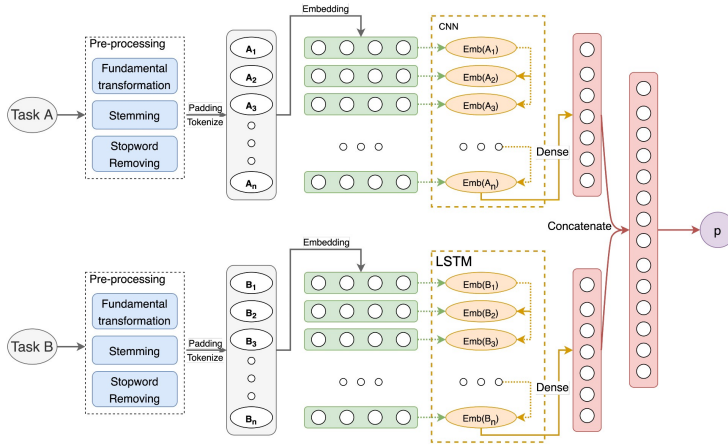 Task A
Pre-processing
Fundamental
transformation
Stemming
Stopword
Removing
Padding
Tokenize
A1
A2
A3
An
Embedding
CNN
Emb(A1)
Emb(A2)
Emb(A3)
Emb(An)
Dense
Concatenate
p
Task B
Pre-processing
Fundamental
transformation
Stemming
Stopword
Removing
Padding
Tokenize
B1
B2
B3
Bn
Embedding
LSTM
Emb(B1)
Emb(B2)
Emb(B3)
Emb(Bn)
Dense